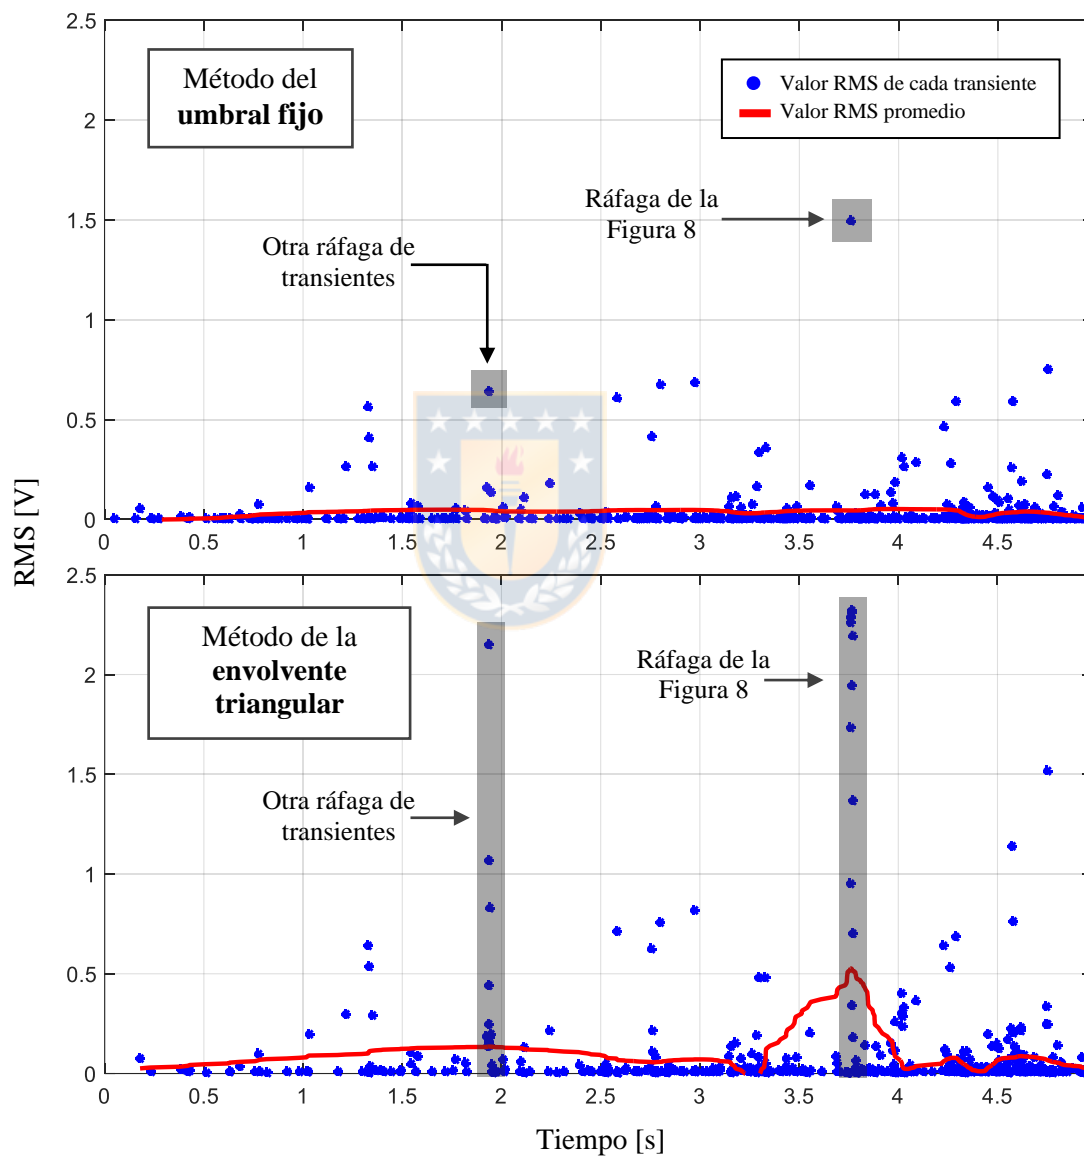 2.5
2
1.5
1
0.5
0
Método del
umbral fijo
Valor RMS de cada transiente
Valor RMS promedio
Ráfaga de la
Figura 8
Otra ráfaga de
transientes
0 0.5 1 1.5 2 2.5 3 3.5 4 4.5
RMS [V]
2.5
2
1.5
1
0.5
0
Método de la
envolvente
triangular
Ráfaga de la
Figura 8
Otra ráfaga de
transientes
0 0.5 1 1.5 2 2.5 3 3.5 4 4.5
Tiempo [s]